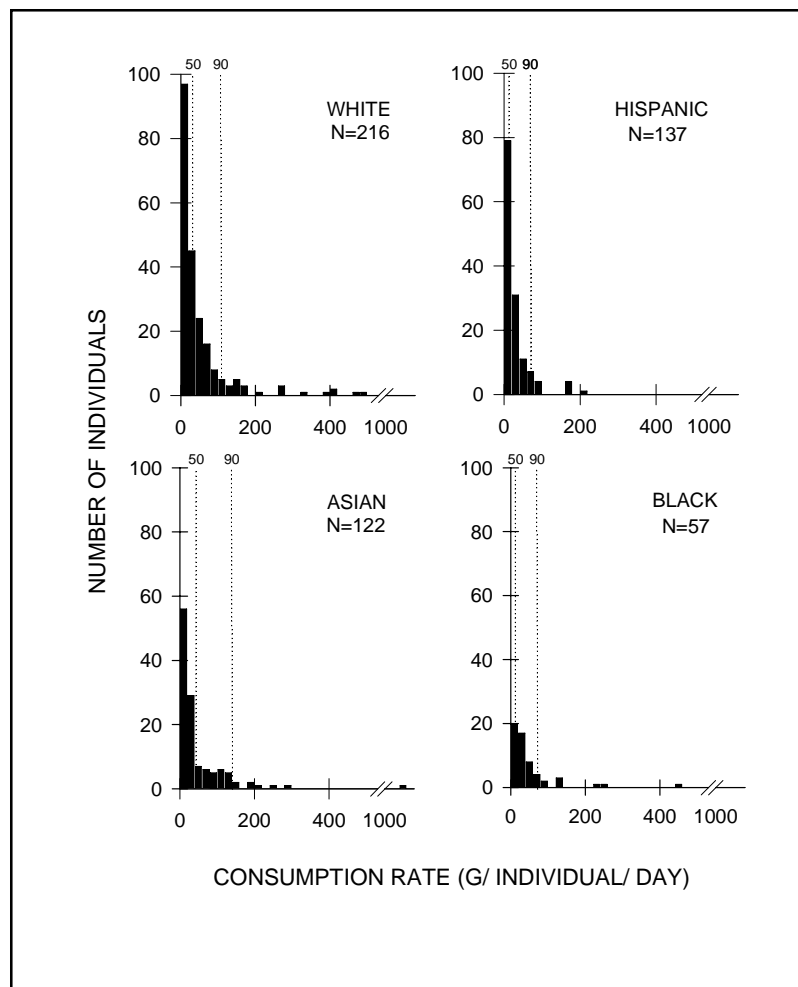 50 90
100
80
60
40
20
0
0 200 400 1000
WHITE
N=216
50 90
100
80
60
40
20
0
0 200 400 1000
HISPANIC
N=137
NUMBER OF INDIVIDUALS
50 90
100
80
60
40
20
0
0 200 400 1000
ASIAN
N=122
50 90
100
80
60
40
20
0
0 200 400 1000
BLACK
N=57
CONSUMPTION RATE (G/ INDIVIDUAL/ DAY)